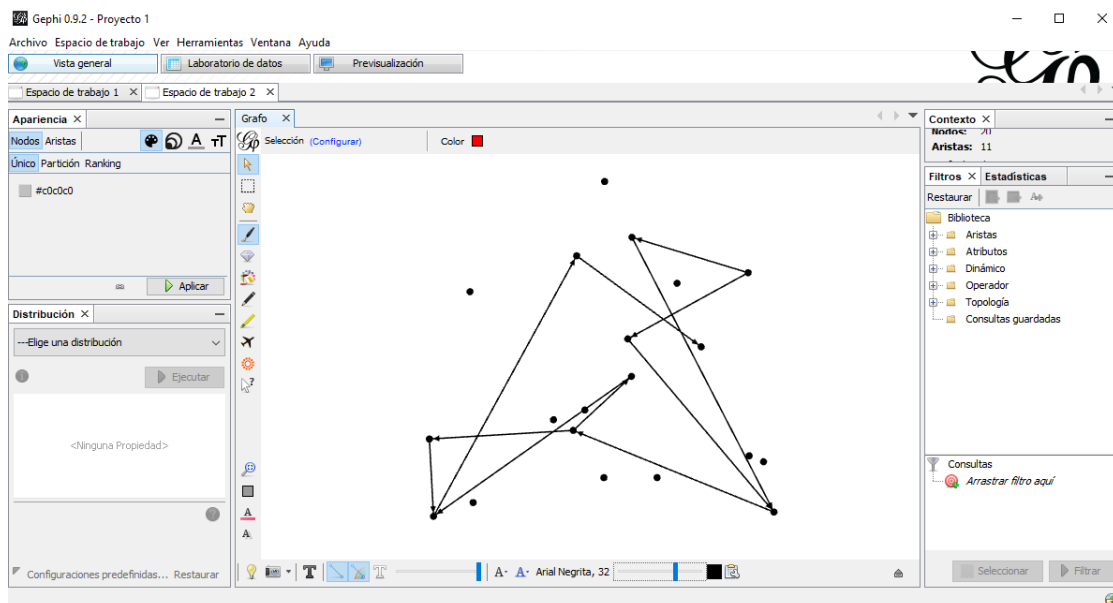 Gephi 0.9.2 - Proyecto 1
Archivo Espacio de trabajo Ver Herramientas Ventana Ayuda
Vista general Laboratorio de datos Previsualización
Espacio de trabajo 1 Espacio de trabajo 2
Apariencia
Nodos Aristas
Único Partición Ranking
#c0c0c0
Aplicar
Distribución
---Elige una distribución
Ejecutar
<Ninguna Propiedad>
Configuraciones predefinidas... Restaurar
Grafo
Selección (Configurar) Color
Arial Negrita, 32
Contexto
Nodos: 20
Aristas: 11
Filtros Estadísticas
Restaurar
Biblioteca
Aristas
Atributos
Dinámico
Operador
Topología
Consultas guardadas
Consultas
Arrastrar filtro aquí
Seleccionar Filtrar